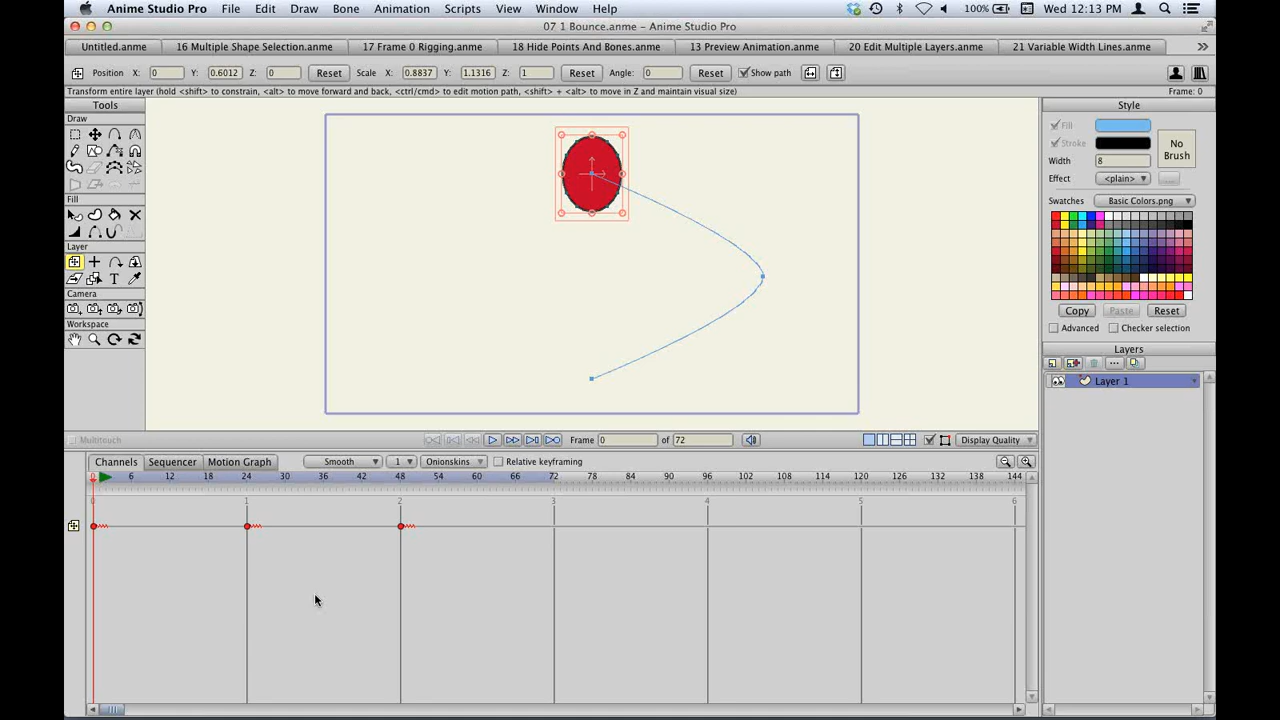 Anime Studio Pro File Edit Draw Bone Animation Scripts View Window Help 100% Wed 12:13 PM
07 1 Bounce.anme – Anime Studio Pro
Untitled.anme 16 Multiple Shape Selection.anme 17 Frame 0 Rigging.anme 18 Hide Points And Bones.anme 13 Preview Animation.anme 20 Edit Multiple Layers.anme 21 Variable Width Lines.anme »
Position X: 0 Y: 0.6012 Z: 0 Reset Scale X: 0.8837 Y: 1.1316 Z: 1 Reset Angle: 0 Reset Show path
Transform entire layer (hold <shift> to constrain, <alt> to move forward and back, <ctrl/cmd> to edit motion path, <shift> + <alt> to move in Z and maintain visual size) Frame: 0
Tools
Draw
Fill
Layer
Camera
Workspace
Style
Fill
Stroke
No Brush
Width 8
Effect <plain> ...
Swatches Basic Colors.png
Copy Paste Reset
Advanced Checker selection
Layers
Layer 1
Multitouch Frame 0 of 72 Display Quality
Channels Sequencer Motion Graph Smooth 1 Onionskins Relative keyframing
0 6 12 18 24 30 36 42 48 54 60 66 72 78 84 90 96 102 108 114 120 126 132 138 144
0 1 2 3 4 5 6